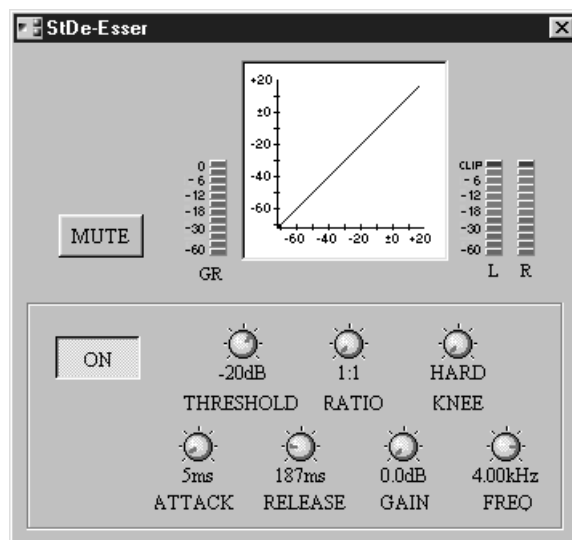 StDe-Esser
+20
±0
-20
-40
-60
-60 -40 -20 ±0 +20
0
-6
-12
-18
-30
-60
GR
CLIP
-6
-12
-18
-30
-60
L R
MUTE
ON
-20dB 1:1 HARD
THRESHOLD RATIO KNEE
5ms 187ms 0.0dB 4.00kHz
ATTACK RELEASE GAIN FREQ